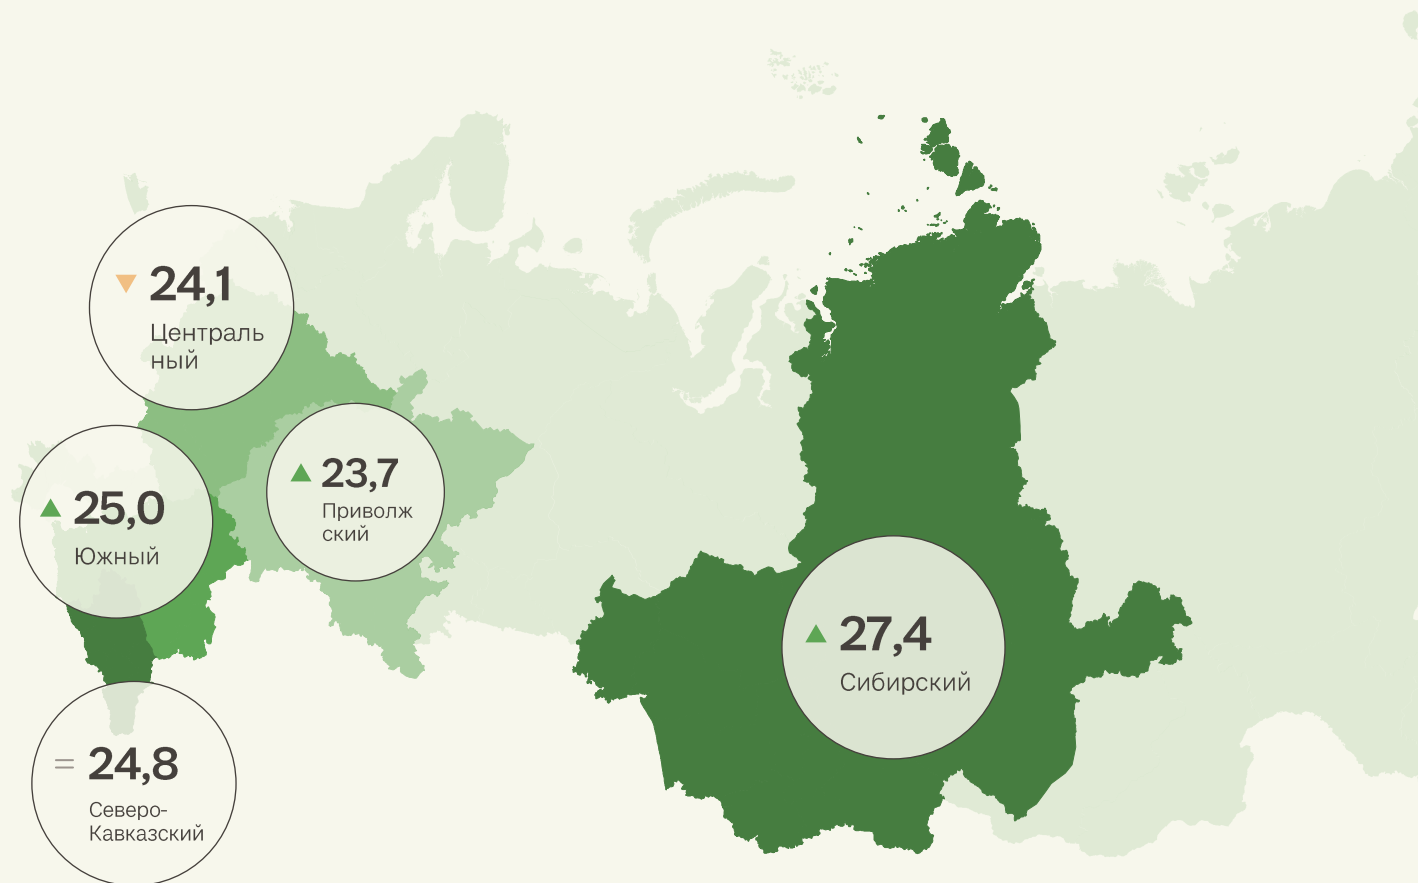 24,1
Централь
ный
23,7
Приволж
ский
25,0
Южный
27,4
Сибирский
= 24,8
Северо-
Кавказский